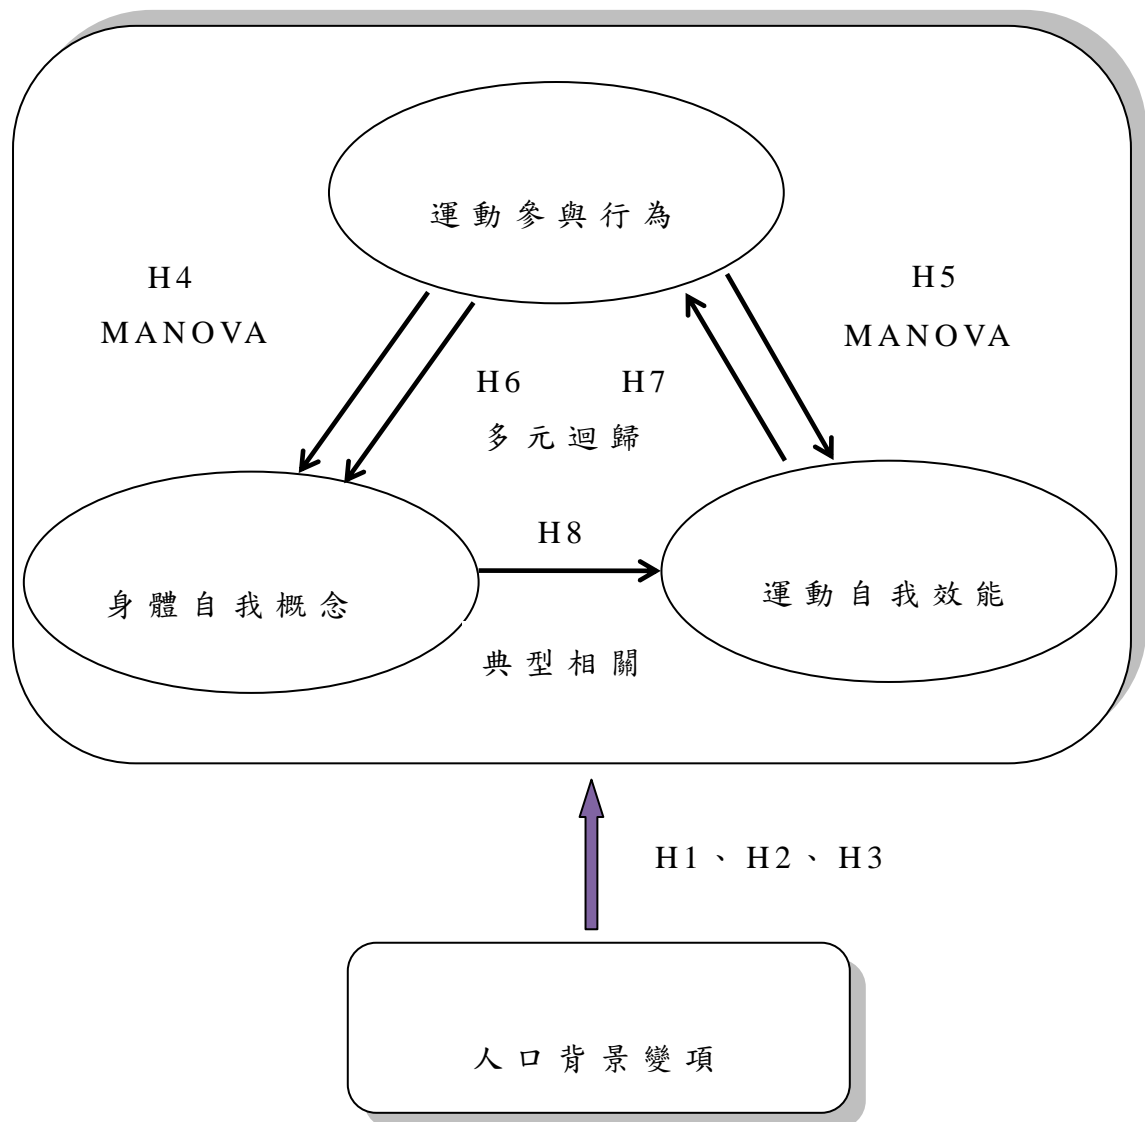 運動參與行為
H4
MANOVA
H5
MANOVA
H6
H7
多元迴歸
H8
身體自我概念
運動自我效能
典型相關
H1、H2、H3
人口背景變項